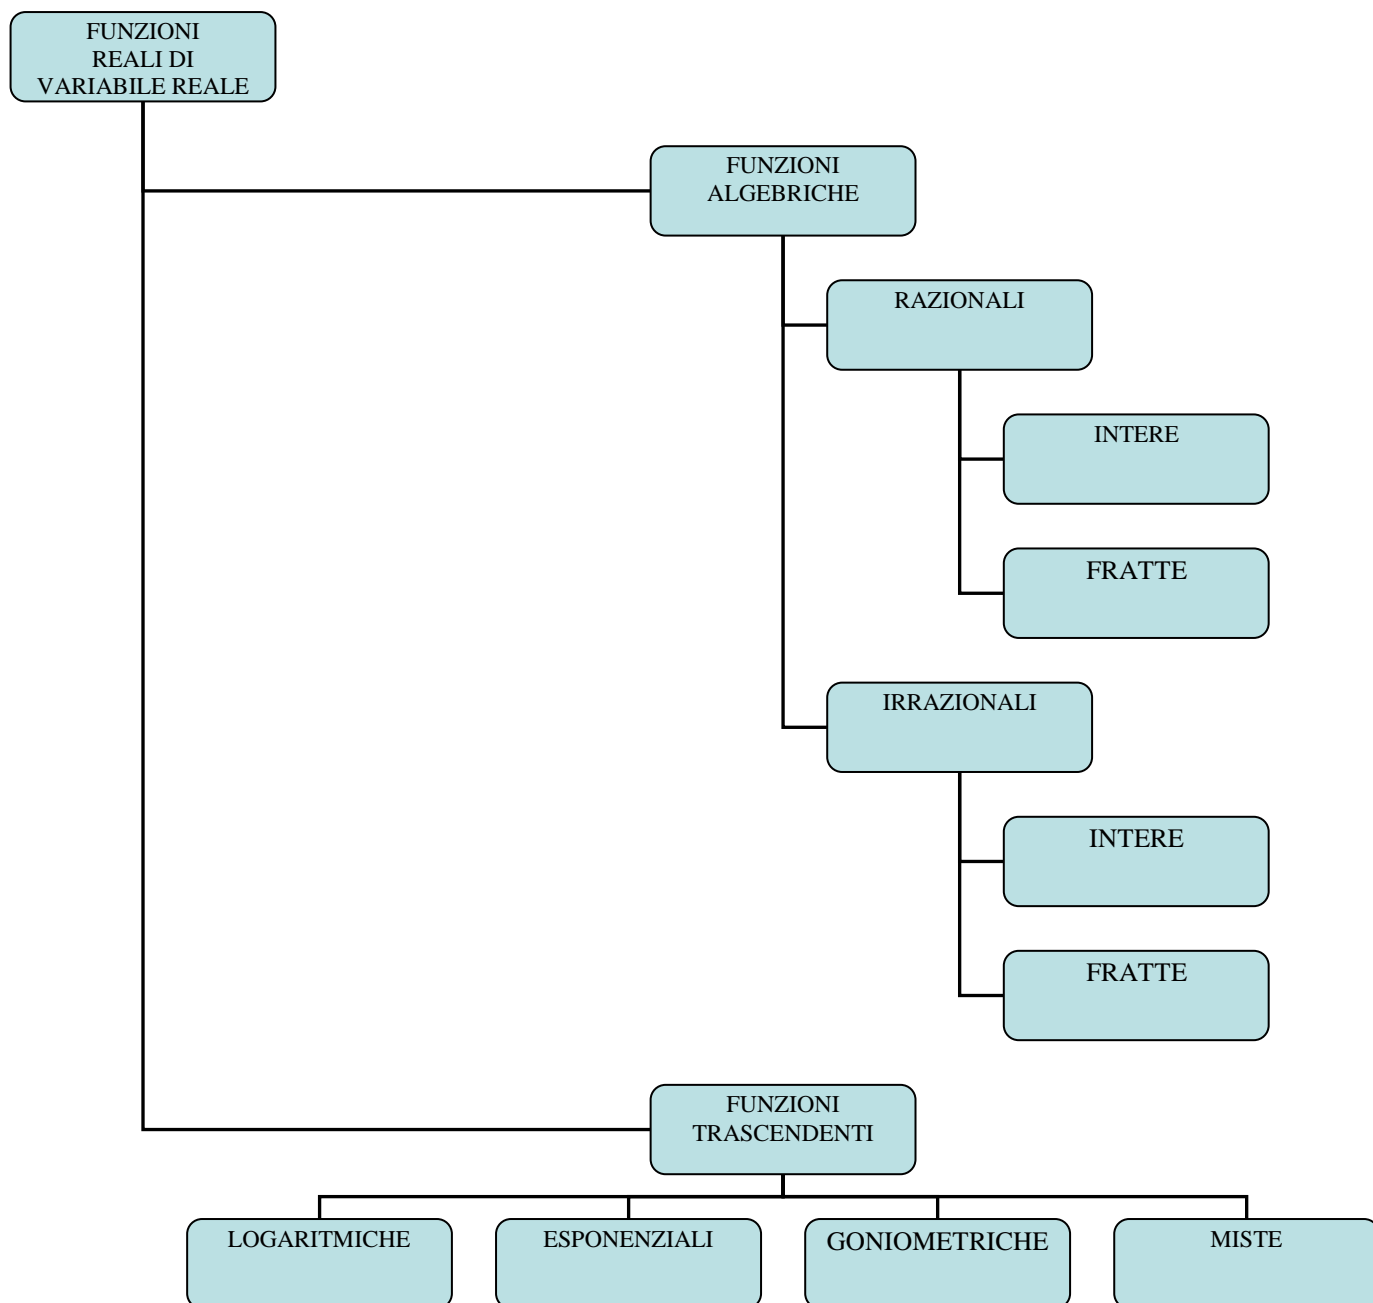 FUNZIONI
REALI DI
VARIABILE REALE
FUNZIONI
ALGEBRICHE
RAZIONALI
INTERE
FRATTE
IRRAZIONALI
INTERE
FRATTE
FUNZIONI
TRASCENDENTI
LOGARITMICHE
ESPONENZIALI
GONIOMETRICHE
MISTE